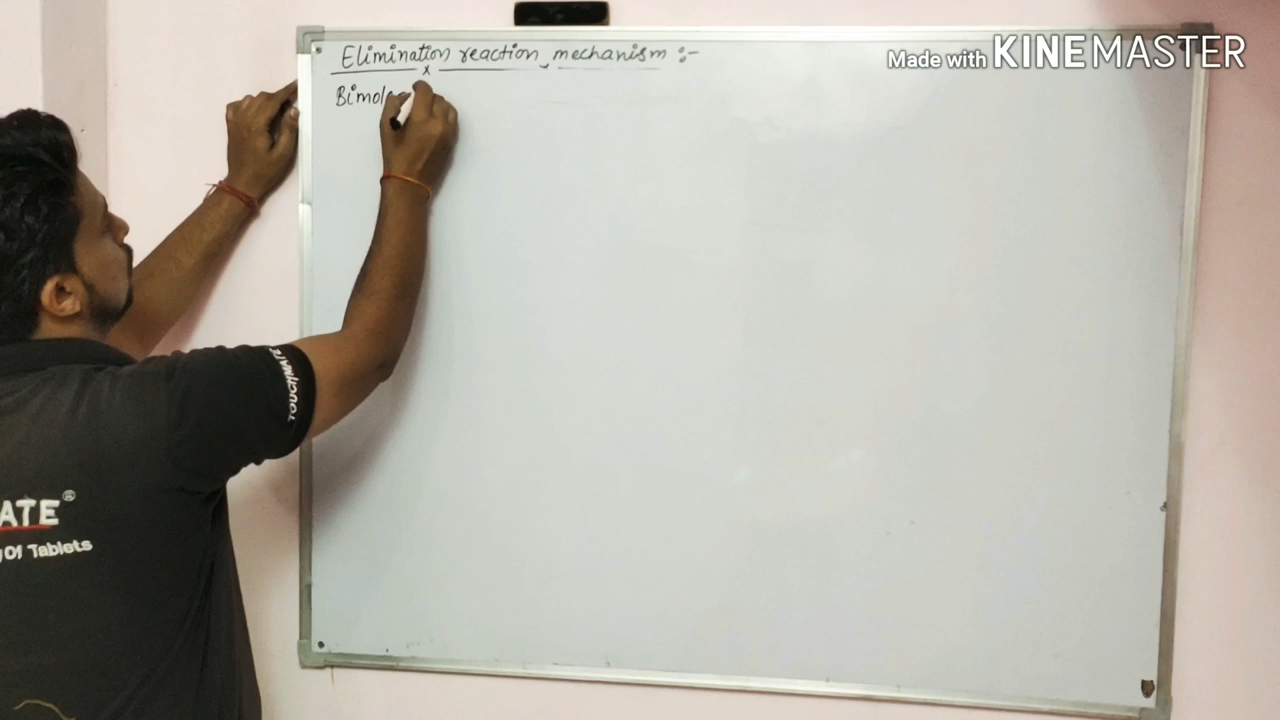 Elimination reaction mechanism :-
Made with KINEMASTER
TOUCHMATE
ATE®
Of Tablets